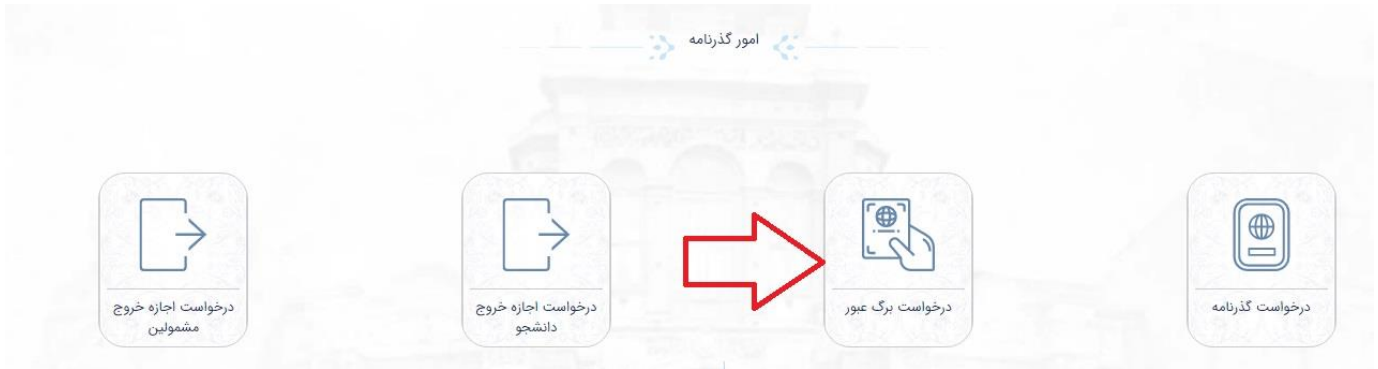 امور گذرنامه
درخواست گذرنامه
درخواست برگ عبور
درخواست اجازه خروج
دانشجو
درخواست اجازه خروج
مشمولین